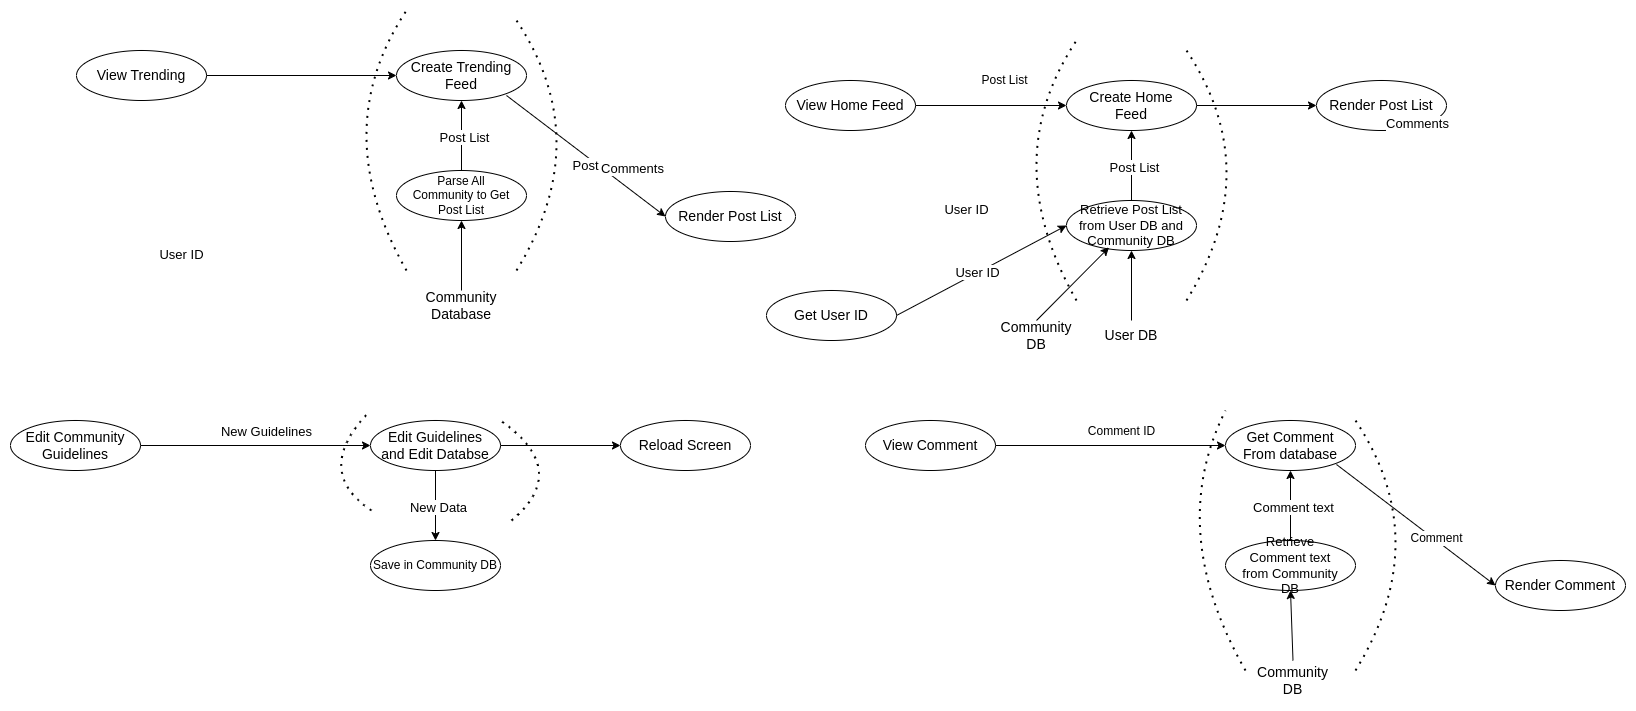 View Trending
Create Trending
Feed
Post List
Parse All
Community to Get
Post List
Post
Comments
Render Post List
User ID
Community
Database
View Home Feed
Post List
Create Home
Feed
Render Post List
Comments
Post List
User ID
Retrieve Post List
from User DB and
Community DB
User ID
Get User ID
Community
DB
User DB
Edit Community
Guidelines
New Guidelines
Edit Guidelines
and Edit Databse
Reload Screen
New Data
Save in Community DB
View Comment
Comment ID
Get Comment
From database
Comment text
Retrieve
Comment text
from Community
DB
Comment
Render Comment
Community
DB